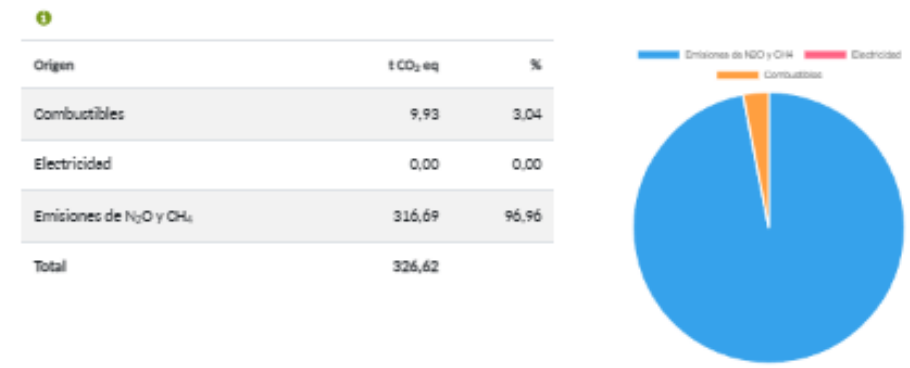 Origen t CO₂ eq %
Combustibles 9,93 3,04
Electricidad 0,00 0,00
Emisiones de N₂O y CH₄ 316,69 96,96
Total 326,62
Emisiones de N2O y CH4 Electricidad
Combustibles